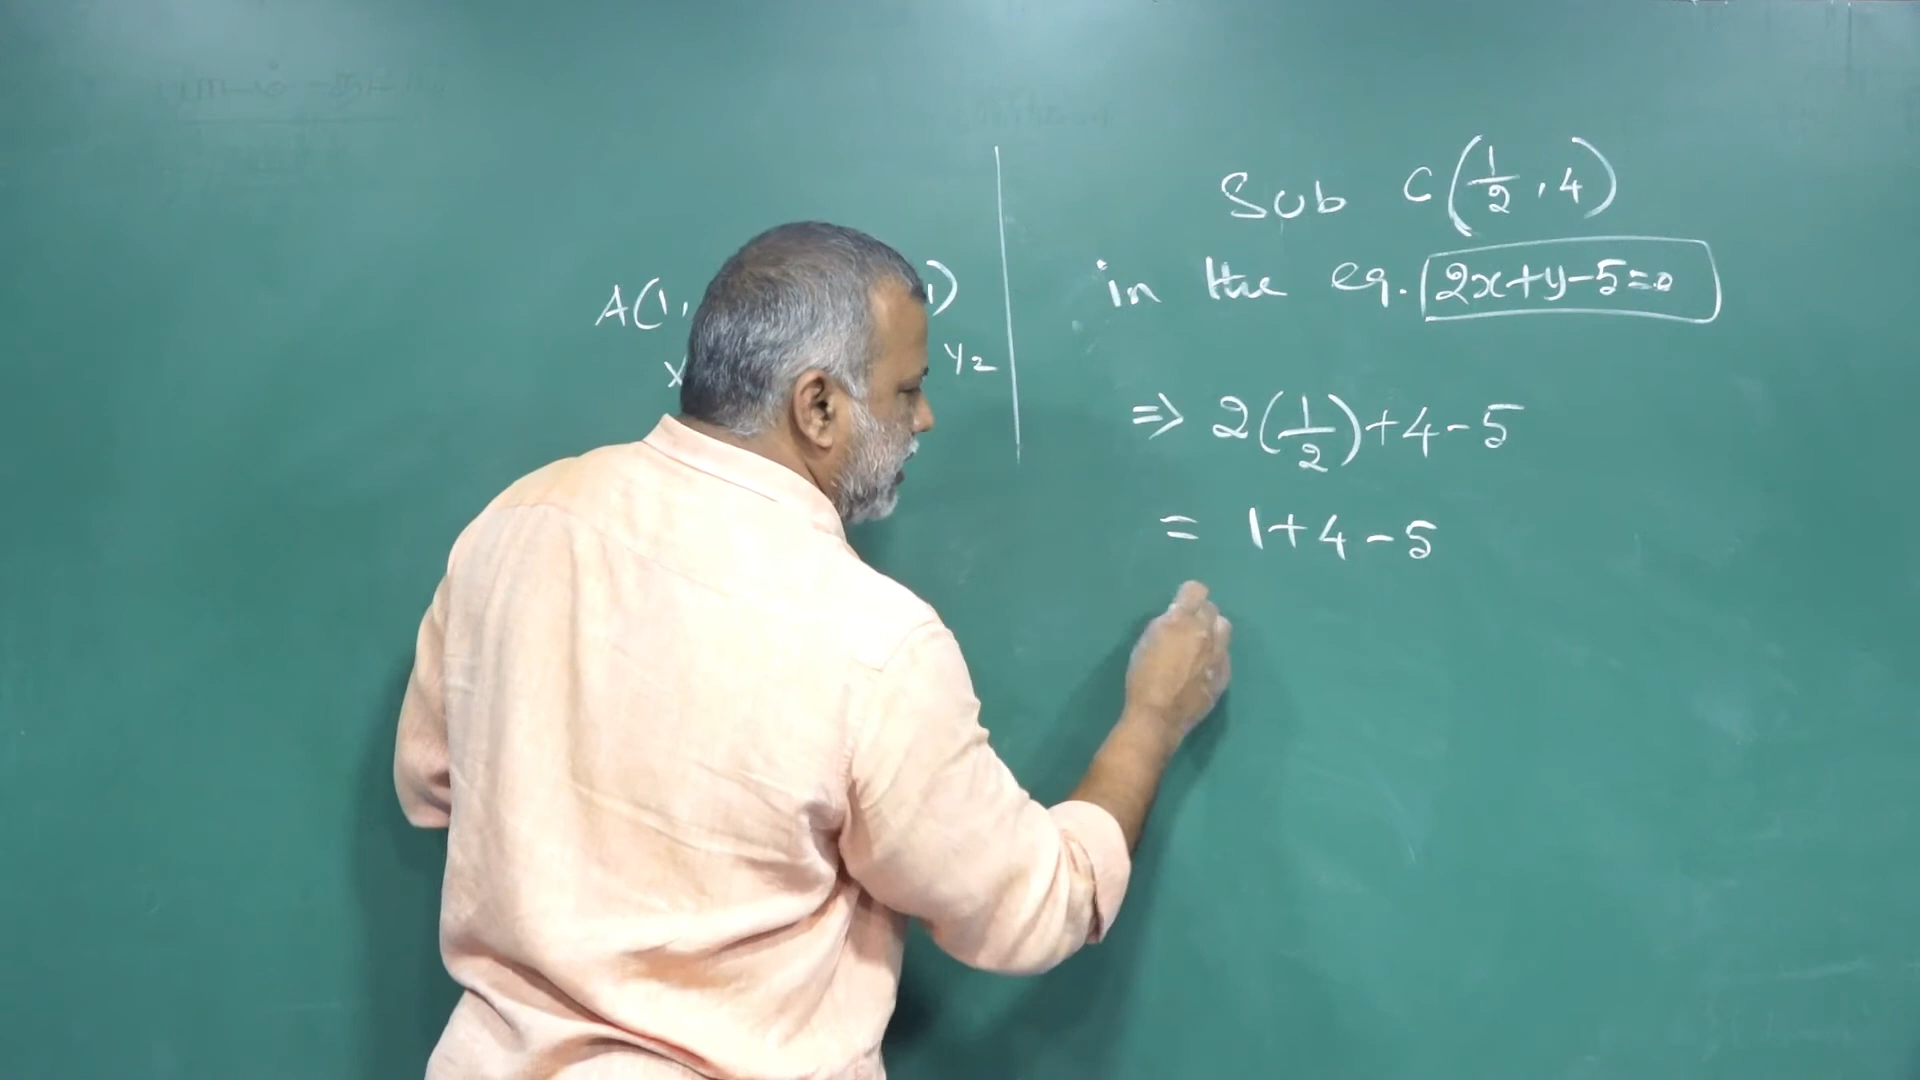 A(1,
1)
X
Y2
Sub C(1/2, 4)
in the eq. 2x+y-5=0
⇒ 2(1/2)+4-5
= 1+4-5